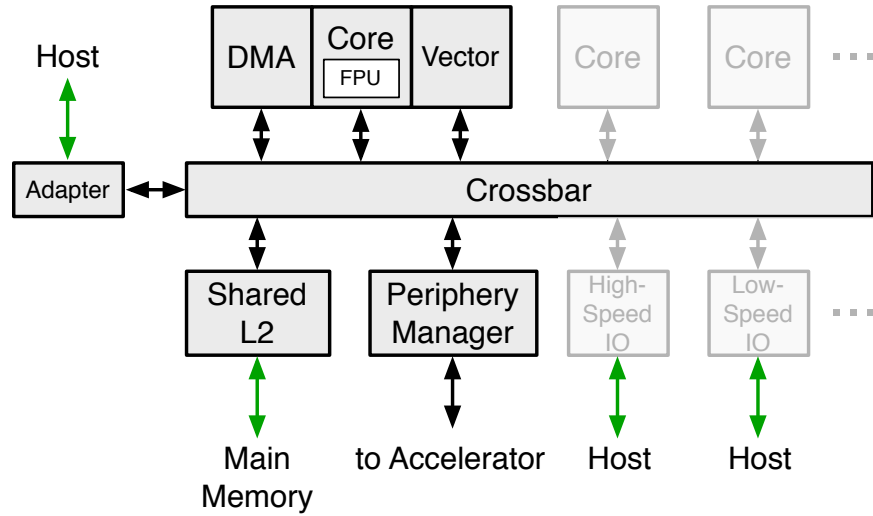 Host
DMA
Core
FPU
Vector
Core
Core
Adapter
Crossbar
Shared
L2
Periphery
Manager
High-
Speed
IO
Low-
Speed
IO
Main
Memory
to Accelerator
Host
Host